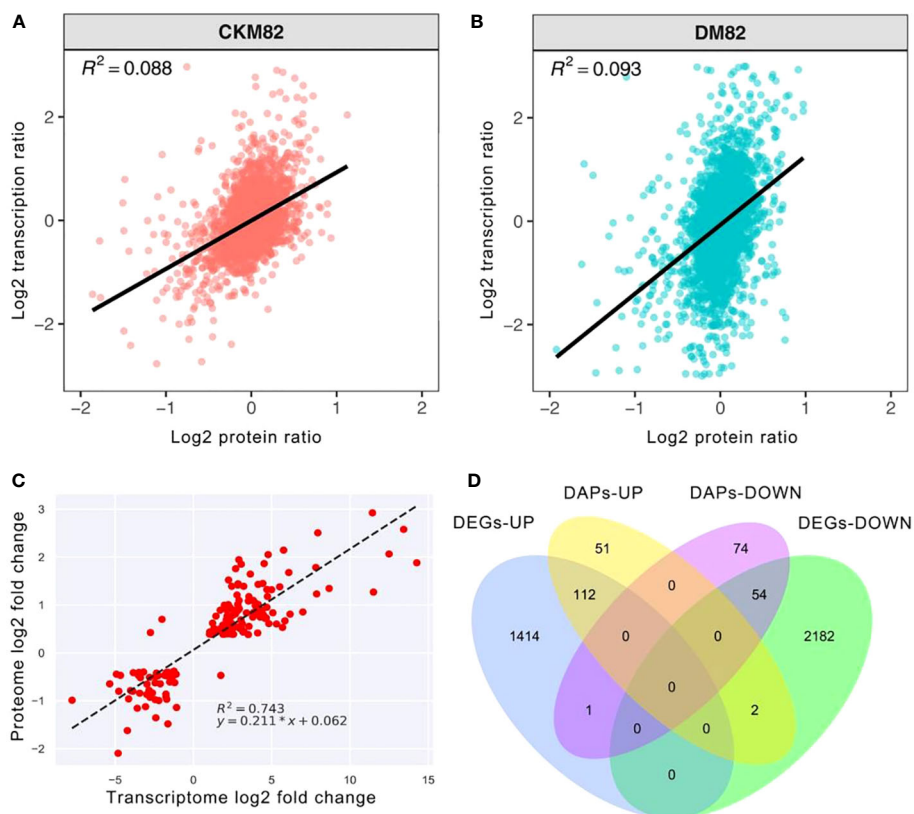 A
CKM82
R² = 0.088
Log2 transcription ratio
2
0
−2
−2 −1 0 1 2
Log2 protein ratio
B
DM82
R² = 0.093
Log2 transcription ratio
2
0
−2
−2 −1 0 1 2
Log2 protein ratio
C
Proteome log2 fold change
3
2
1
0
−1
−2
R² = 0.743
y = 0.211 * x + 0.062
−5 0 5 10 15
Transcriptome log2 fold change
D
DAPs-UP DAPs-DOWN
DEGs-UP DEGs-DOWN
51 74
0
112 54
1414 0 0 2182
0
1 2
0 0
0